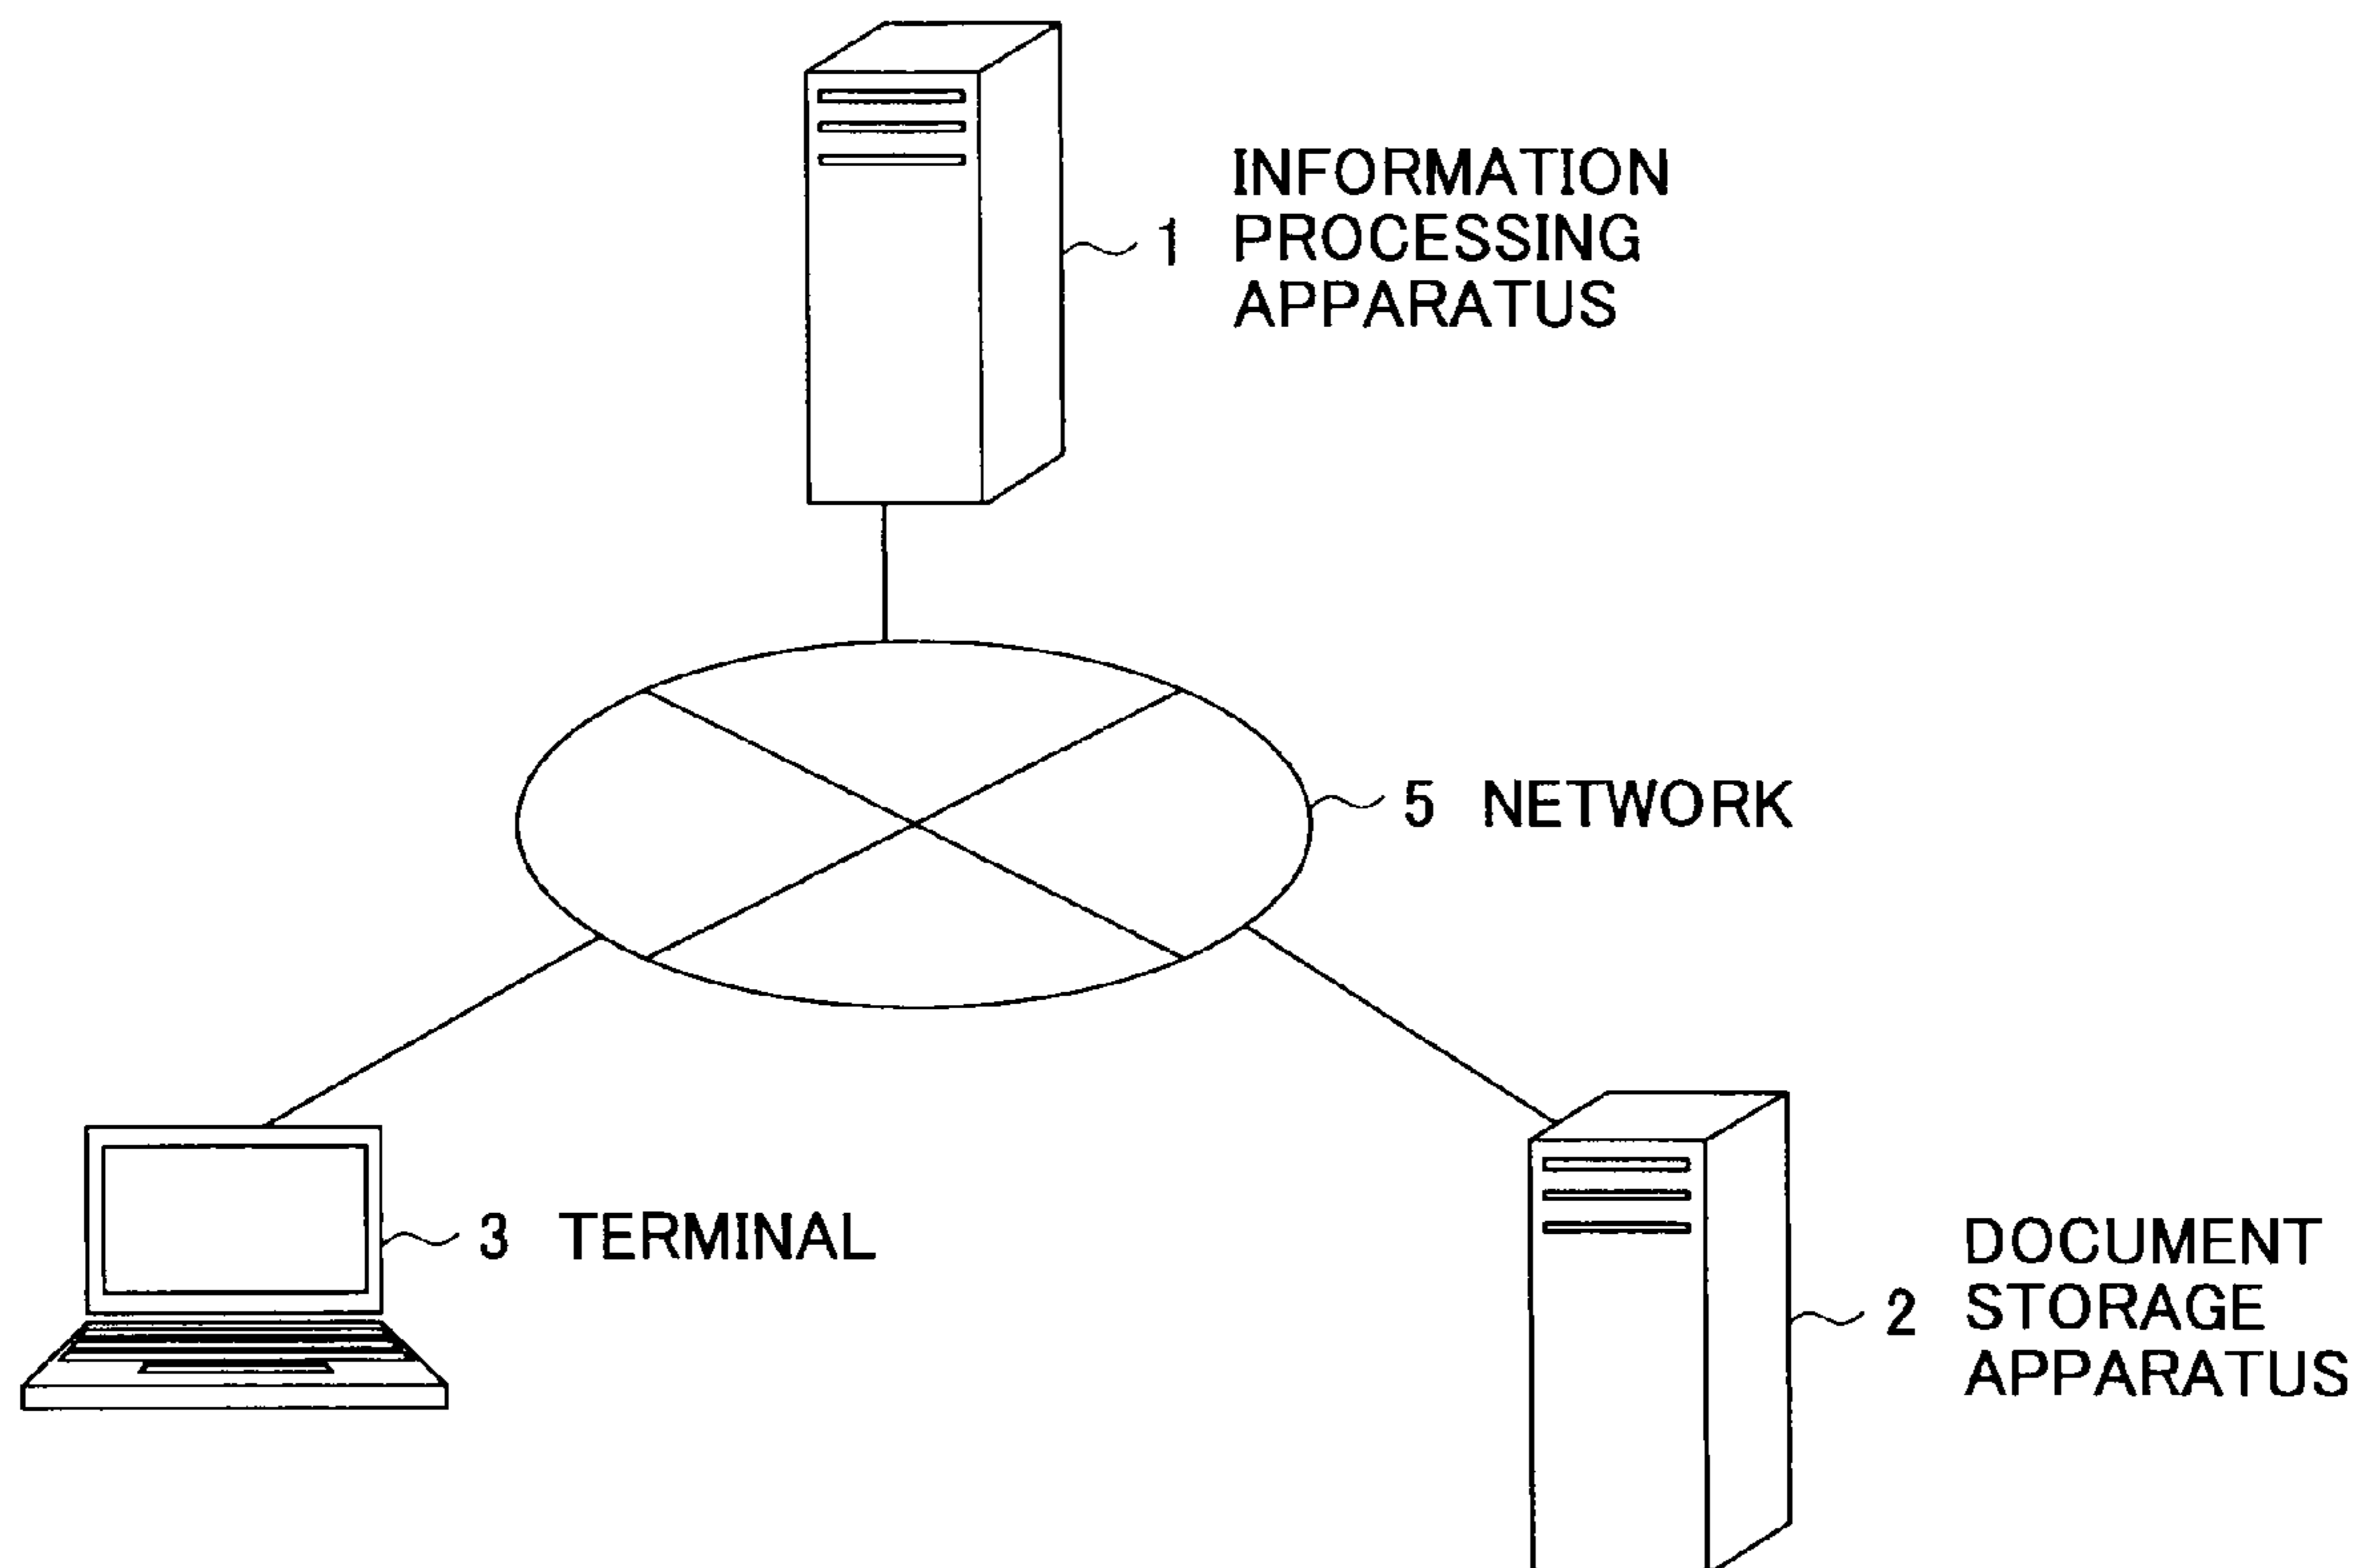 INFORMATION
1 PROCESSING
APPARATUS
5 NETWORK
3 TERMINAL
DOCUMENT
2 STORAGE
APPARATUS